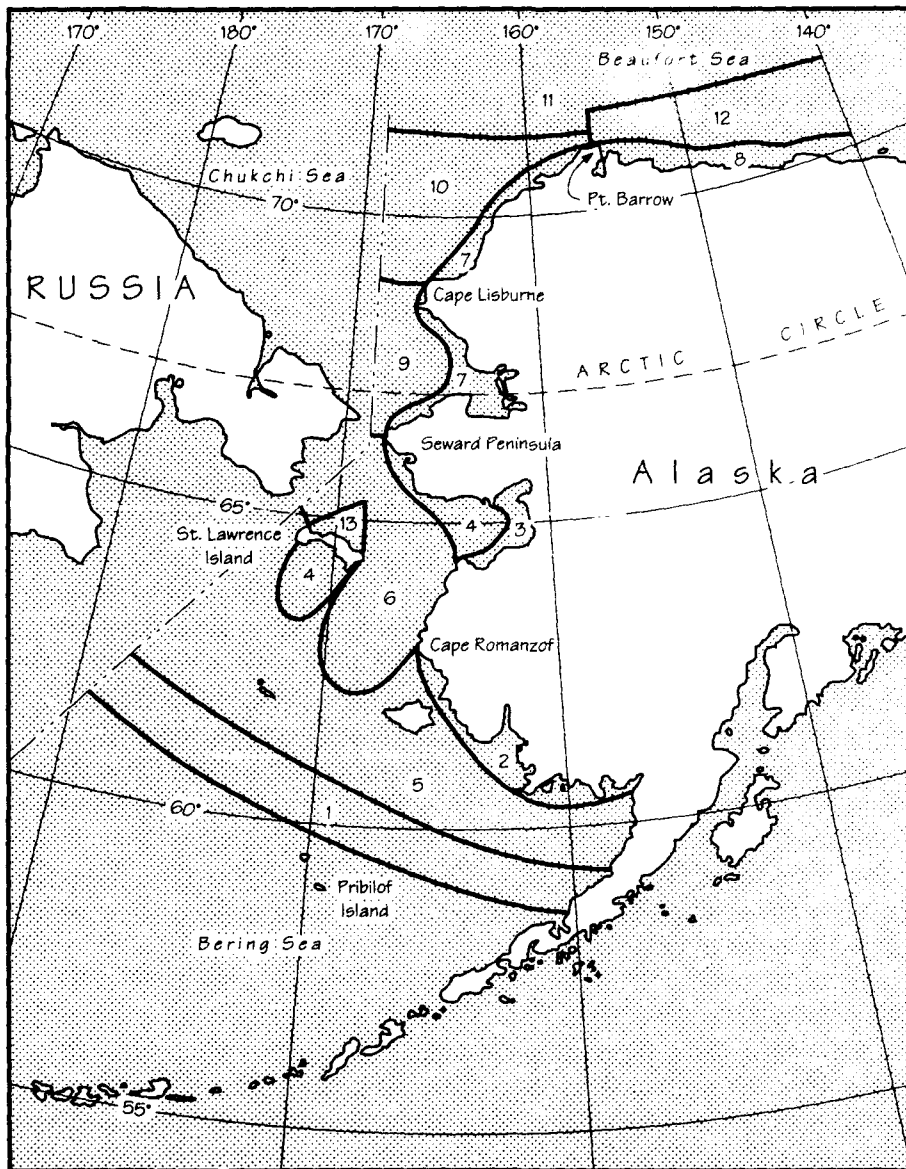 170° 180° 170° 160° 150° 140°
Beaufort Sea
11
12
8
Chukchi Sea
10
70°
Pt. Barrow
7
RUSSIA
Cape Lisburne
ARCTIC CIRCLE
9
7
Seward Peninsula
Alaska
65°
13
4
3
St. Lawrence
Island
4
6
Cape Romanzof
2
5
1
60°
Pribilof
Island
Bering Sea
55°